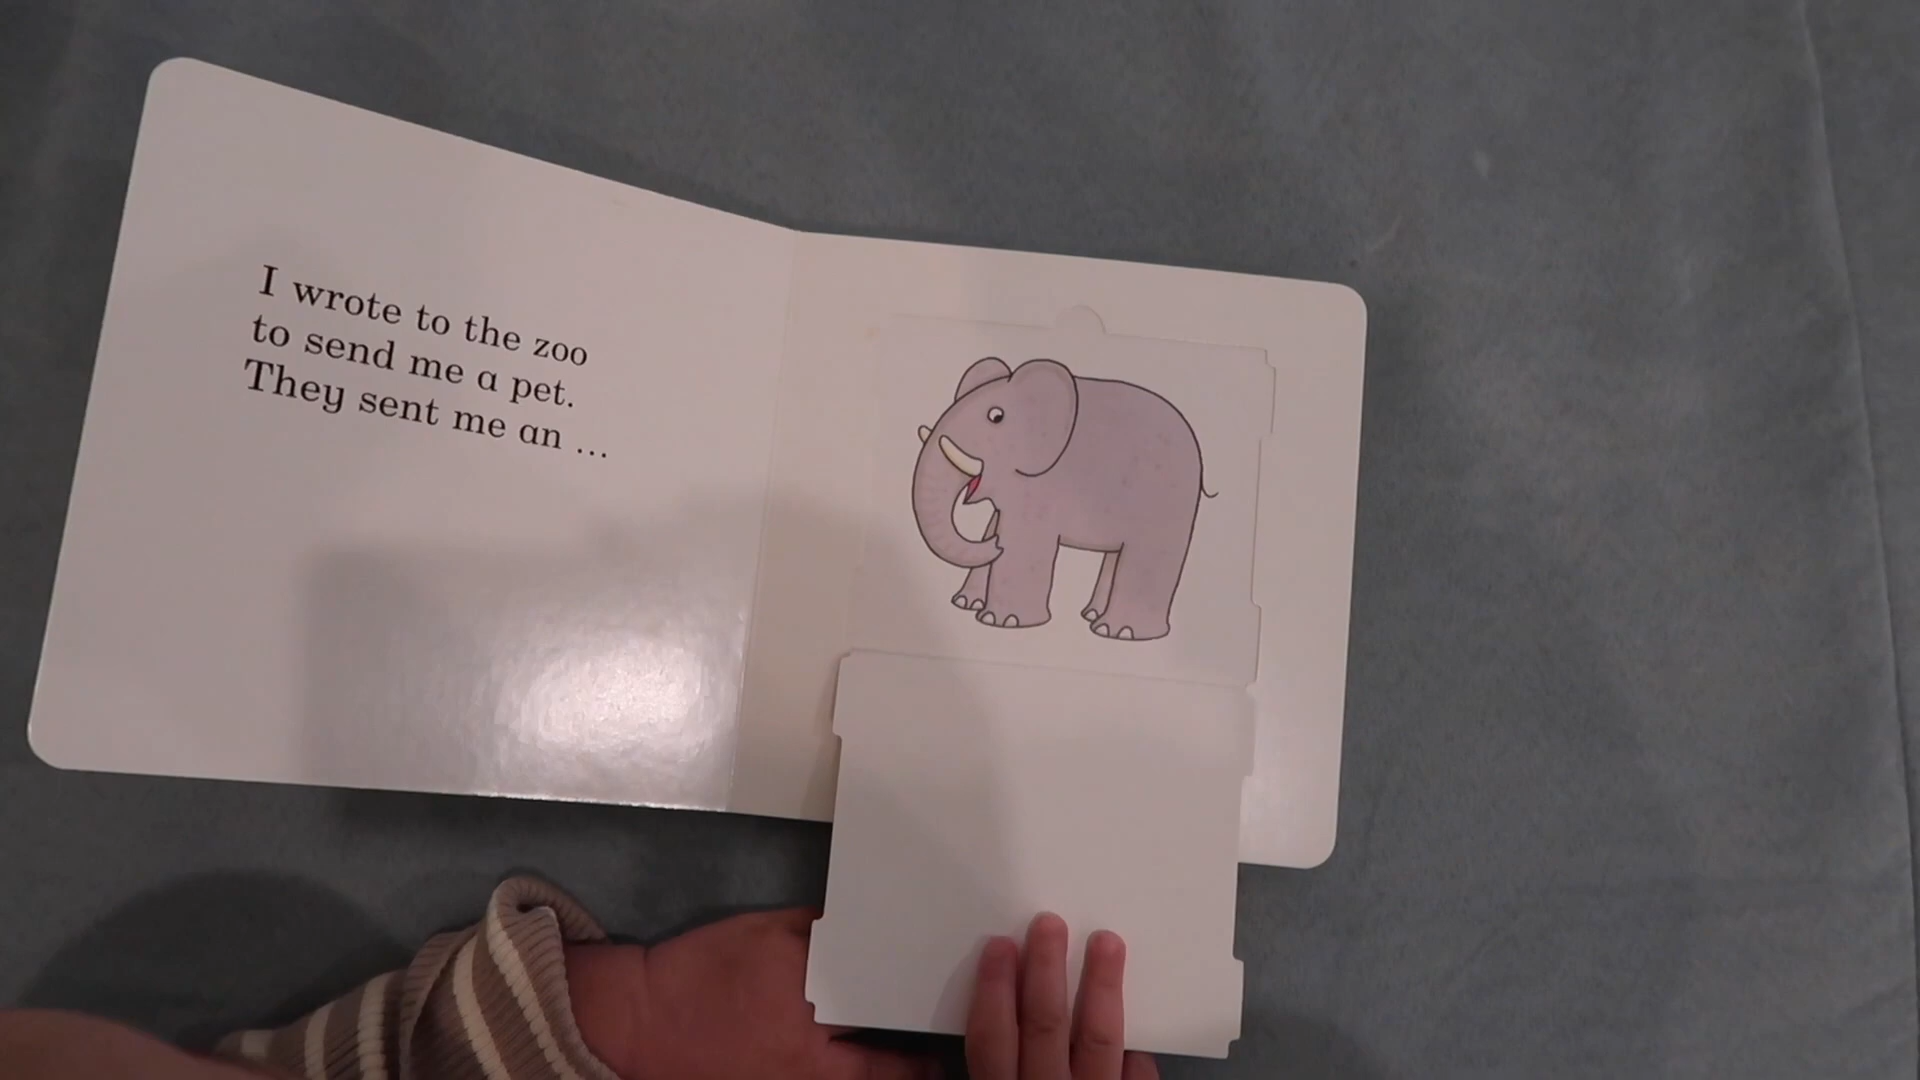 I wrote to the zoo
to send me a pet.
They sent me an ...